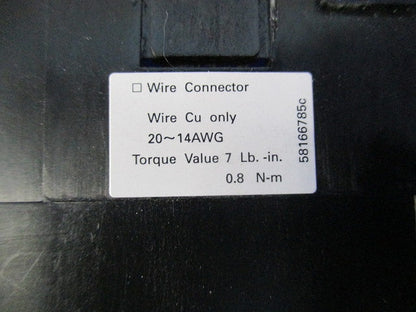 □ Wire Connector
Wire Cu only
20～14AWG
Torque Value 7 Lb.-in.
0.8 N-m
58166785c